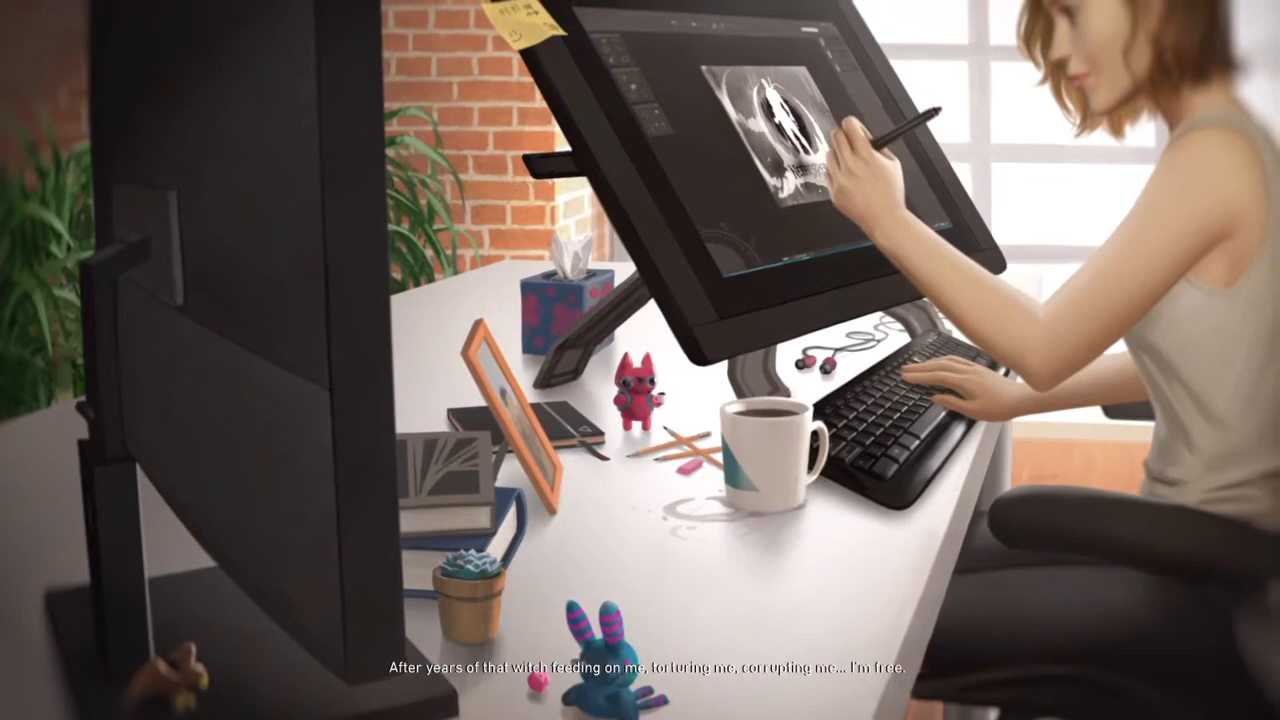 After years of that witch feeding on me, torturing me, corrupting me... I'm free.